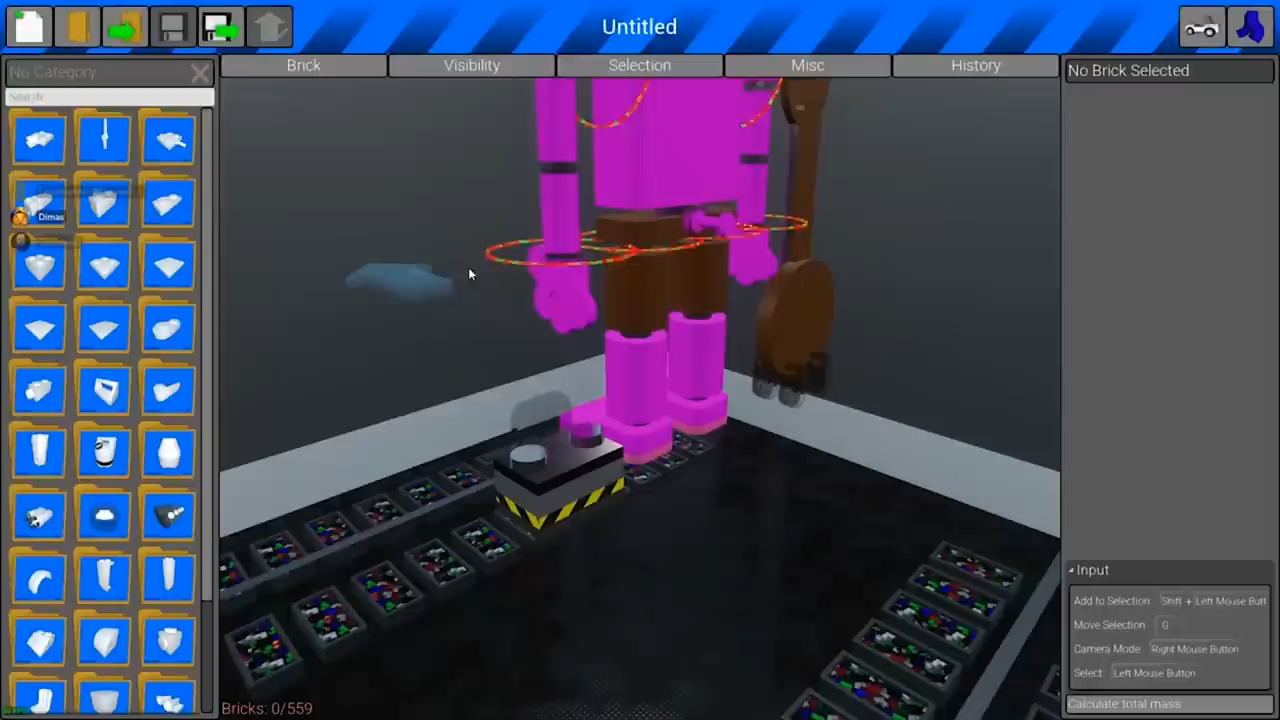 Untitled
No Category
Search
Brick
Visibility
Selection
Misc
History
No Brick Selected
Dimas
Input
Add to Selection: Shift + Left Mouse Butt
Move Selection G
Camera Mode: Right Mouse Button
Select: Left Mouse Button
Bricks: 0/559
Calculate total mass